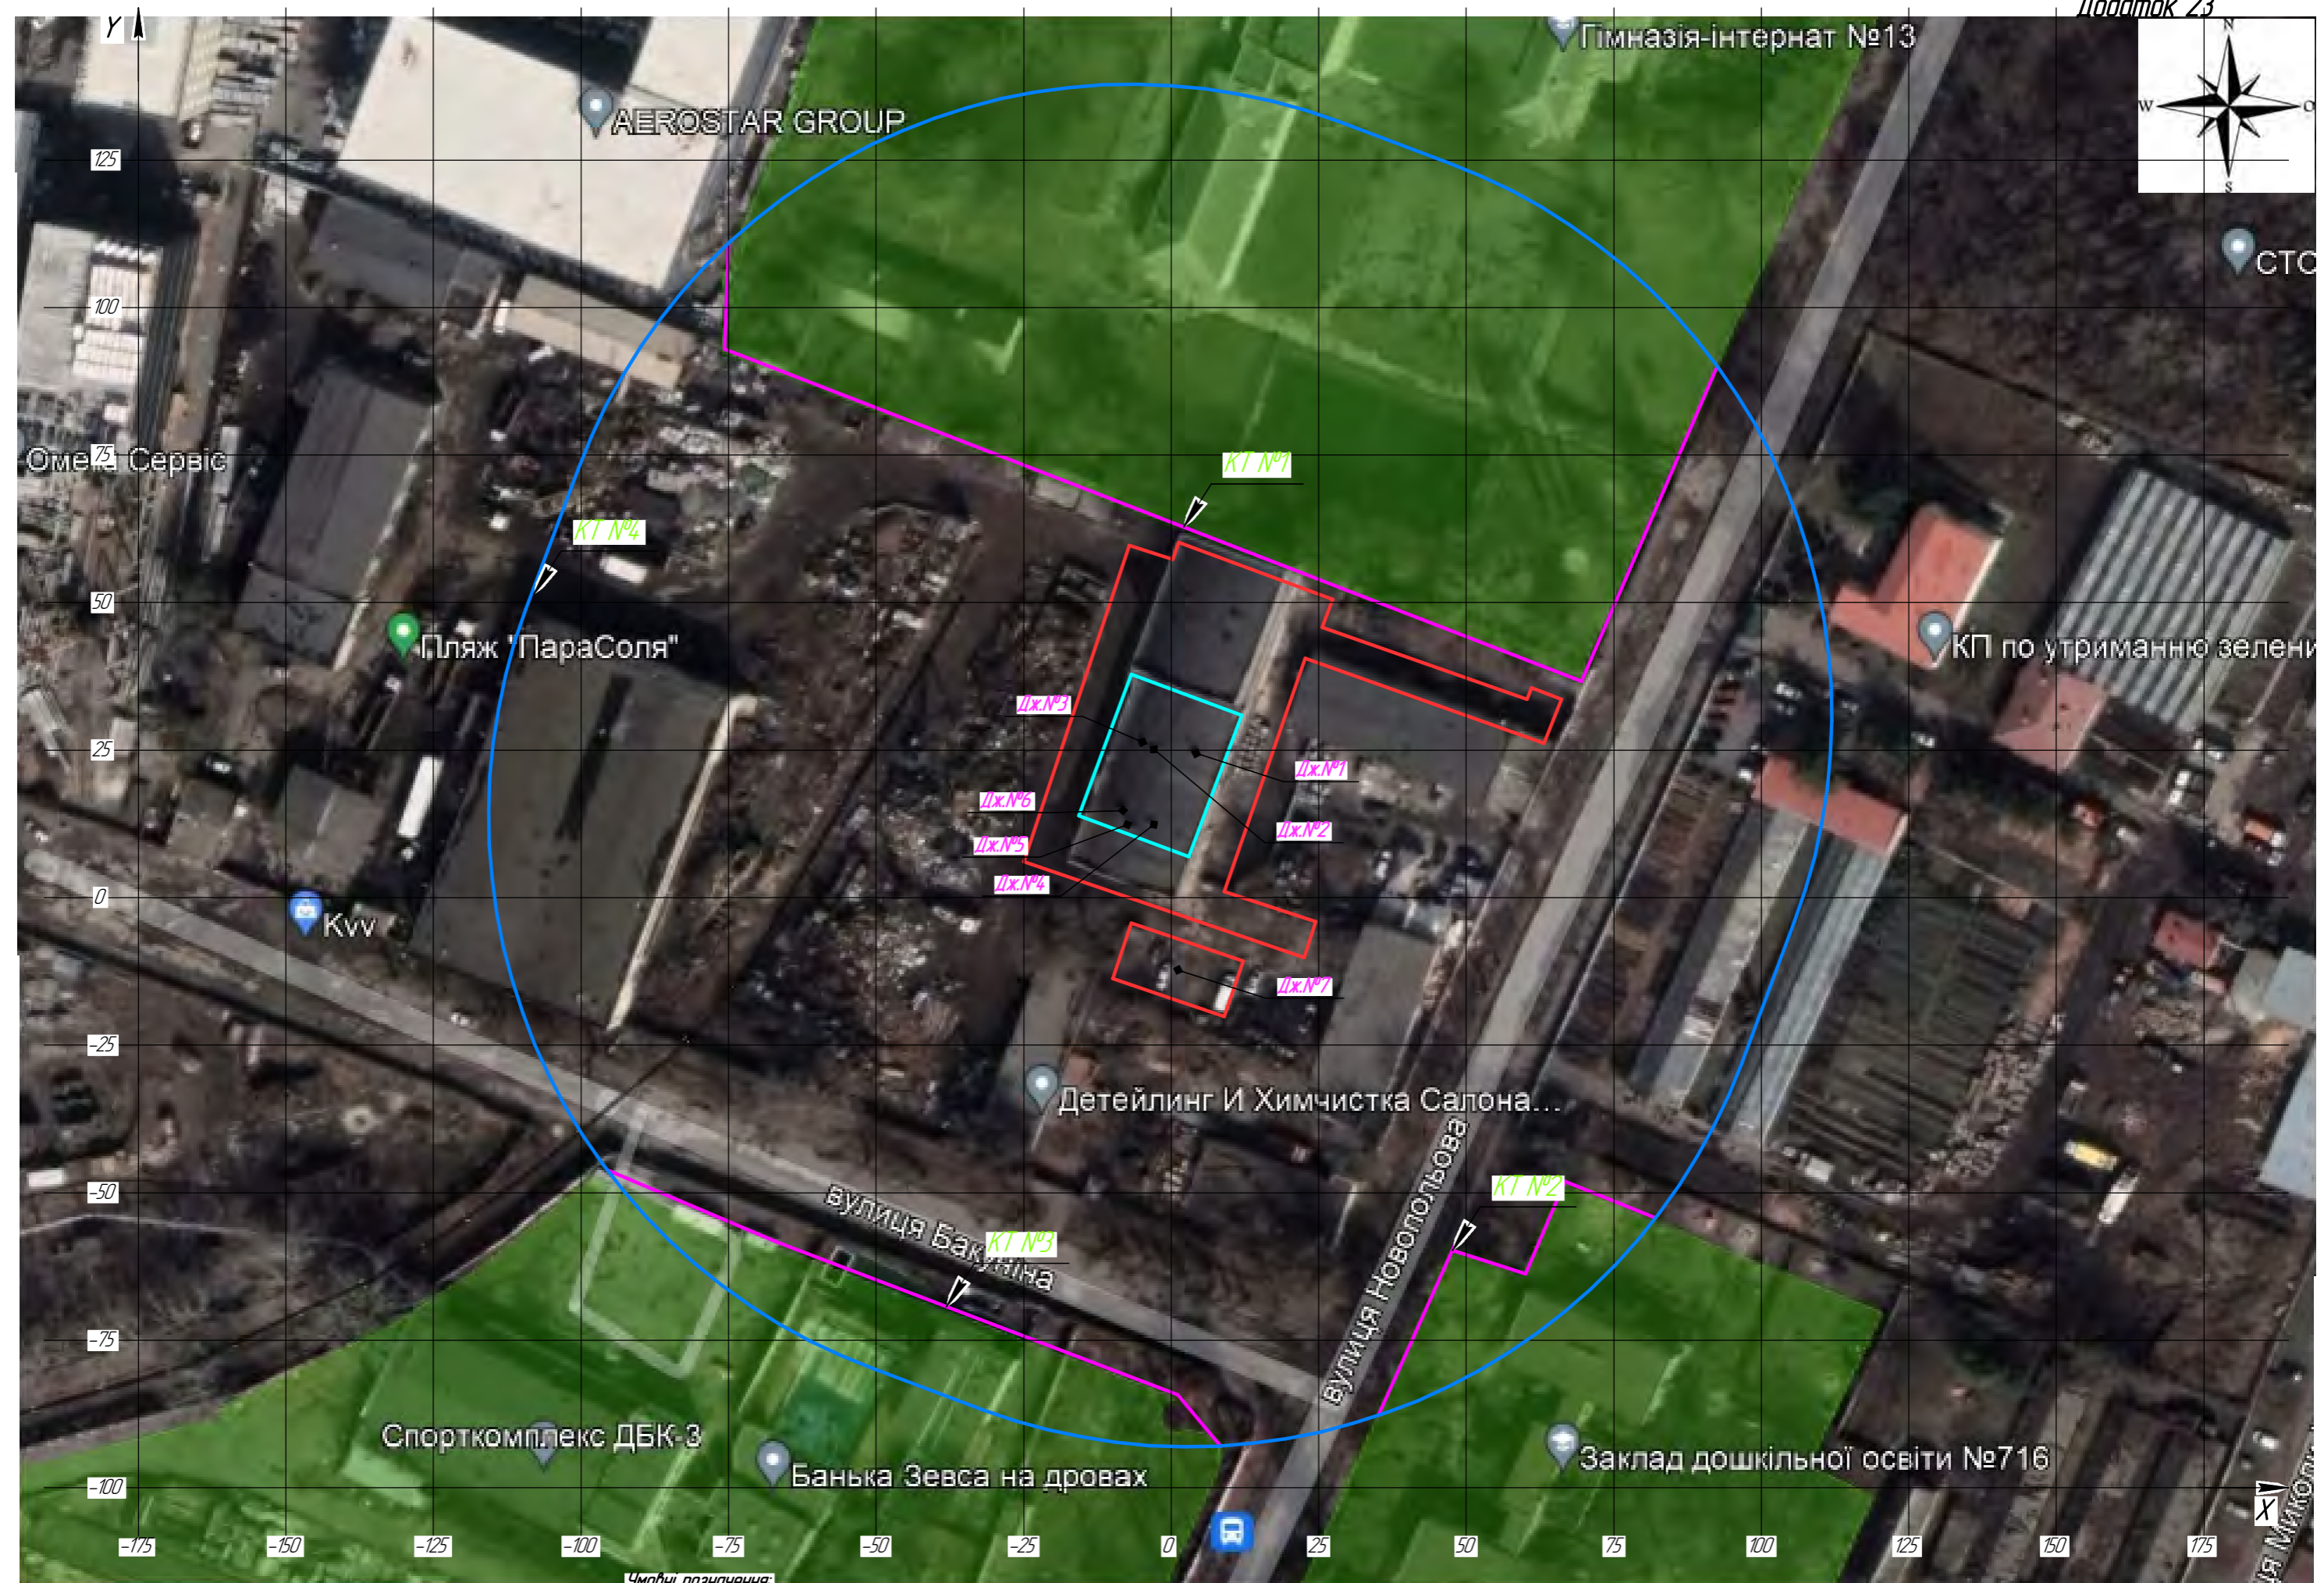 Додаток 23
Y
Гімназія-інтернат №13
N
W
O
S
AEROSTAR GROUP
125
СТО
100
КТ №1
75
Омега Сервіс
КТ №4
50
Пляж "ПараСоля"
КП по утриманню зелени
Дж.№3
25
Дж.№1
Дж.№6
Дж.№2
Дж.№5
Дж.№4
0
Kvv
Дж.№7
-25
Детейлинг И Химчистка Салона...
-50
вулиця Бакуніна
КТ №2
КТ №3
вулиця Новопольова
-75
Спорткомплекс ДБК-3
Банька Зевса на дровах
Заклад дошкільної освіти №716
-100
X
-175 -150 -125 -100 -75 -50 -25 0 25 50 75 100 125 150 175
Умовні позначення: